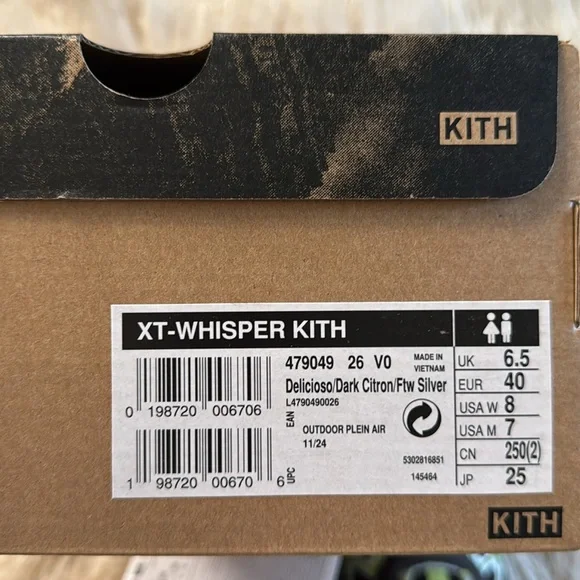 KITH
XT-WHISPER KITH
479049 26 V0
MADE IN
VIETNAM
Delicioso/Dark Citron/Ftw Silver
L4790490026
0 198720 006706
EAN
OUTDOOR PLEIN AIR
11/24
5302816851
145464
1 98720 00670 6
UPC
UK 6.5
EUR 40
USA W 8
USA M 7
CN 250(2)
JP 25
KITH